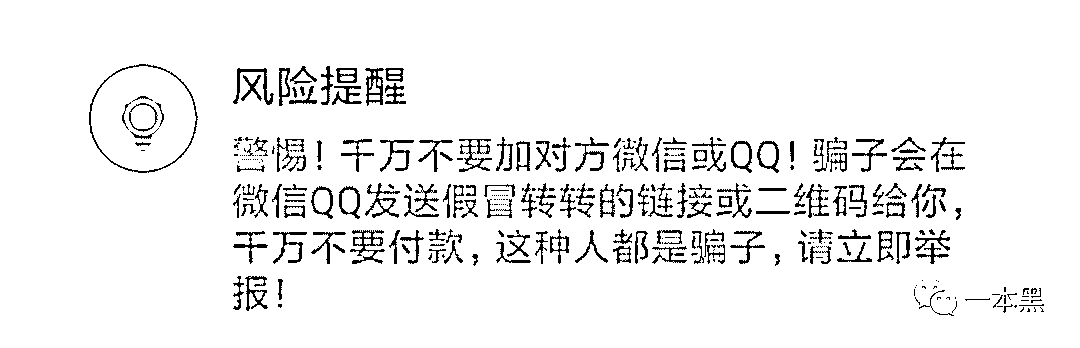 风险提醒
警惕！千万不要加对方微信或QQ！骗子会在
微信QQ发送假冒转转的链接或二维码给你，
千万不要付款，这种人都是骗子，请立即举
报！
一本黑